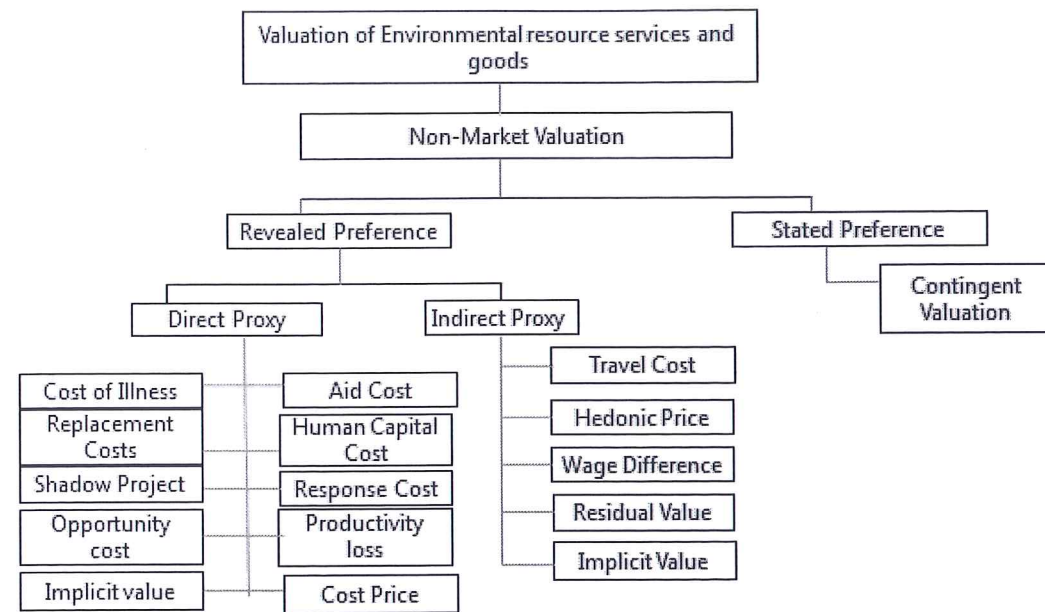 Valuation of Environmental resource services and
goods
Non-Market Valuation
Revealed Preference
Stated Preference
Contingent
Valuation
Direct Proxy
Indirect Proxy
Cost of Illness
Aid Cost
Replacement
Costs
Human Capital
Cost
Shadow Project
Response Cost
Opportunity
cost
Productivity
loss
Implicit value
Cost Price
Travel Cost
Hedonic Price
Wage Difference
Residual Value
Implicit Value